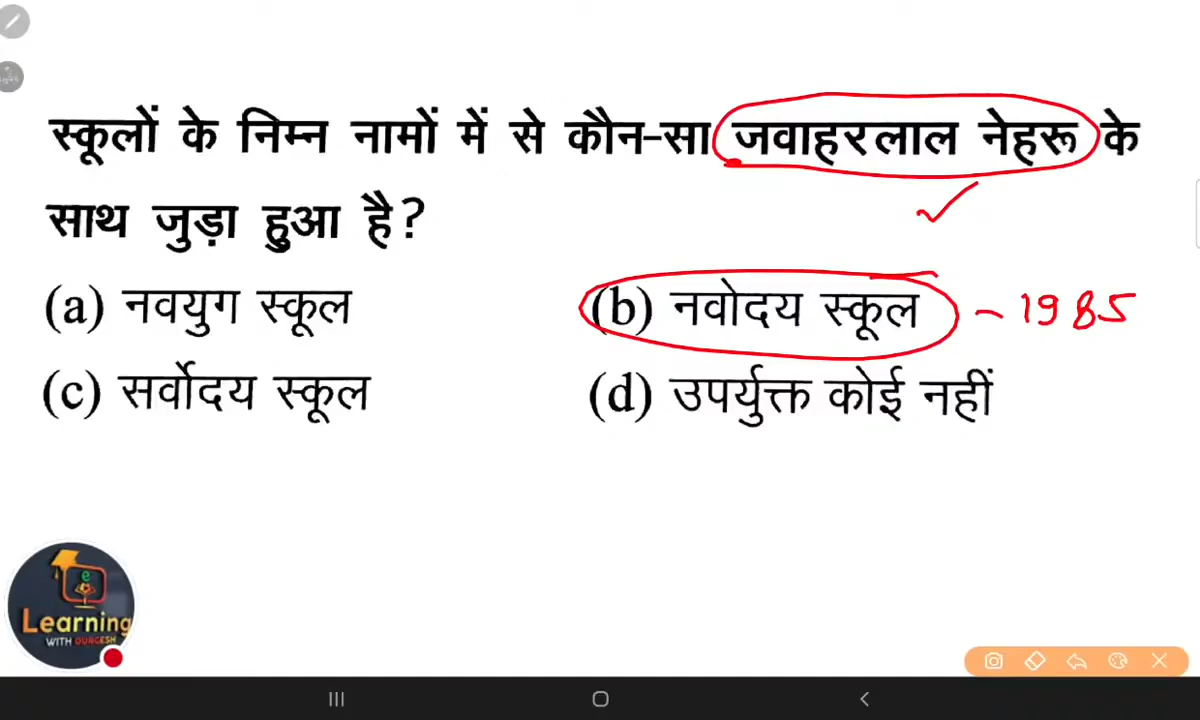 स्कूलों के निम्न नामों में से कौन-सा जवाहरलाल नेहरू के
साथ जुड़ा हुआ है?
(a) नवयुग स्कूल
(b) नवोदय स्कूल - 1985
(c) सर्वोदय स्कूल
(d) उपर्युक्त कोई नहीं
e
Learning
WITH DURGESH